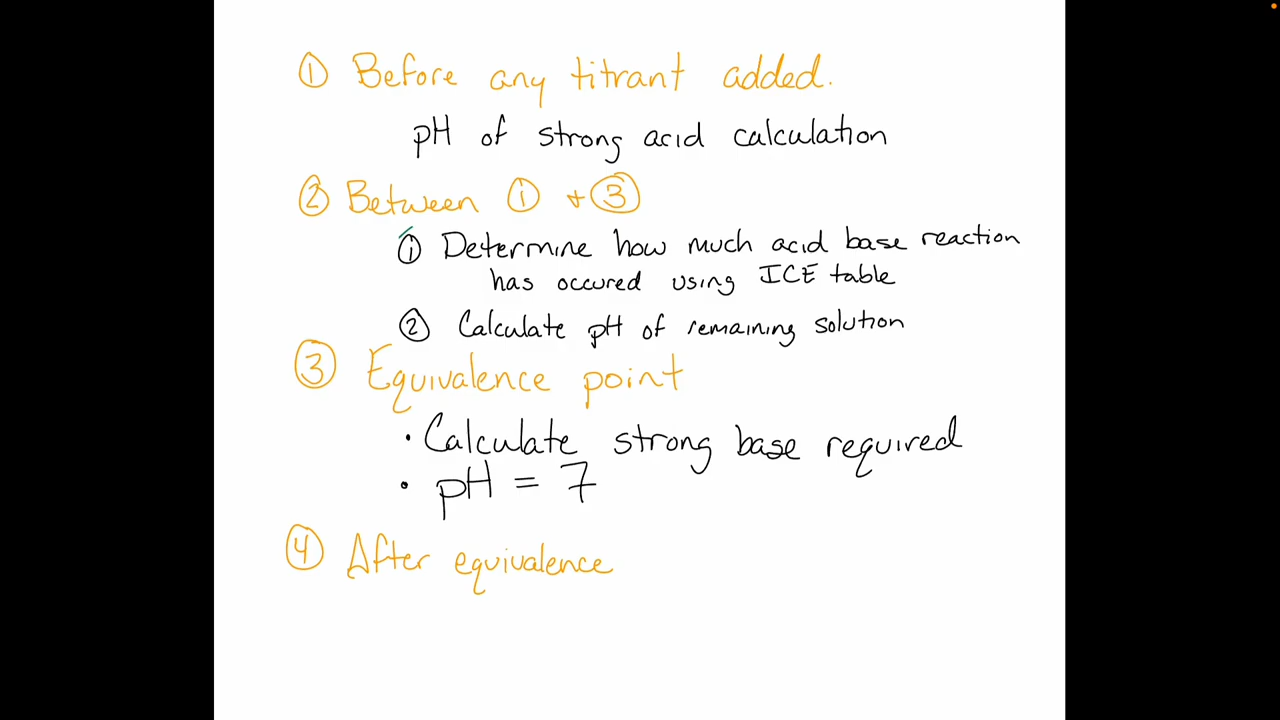 ① Before any titrant added.
pH of strong acid calculation
② Between ① + ③
① Determine how much acid base reaction
has occured using ICE table
② Calculate pH of remaining solution
③ Equivalence point
• Calculate strong base required
• pH = 7
④ After equivalence